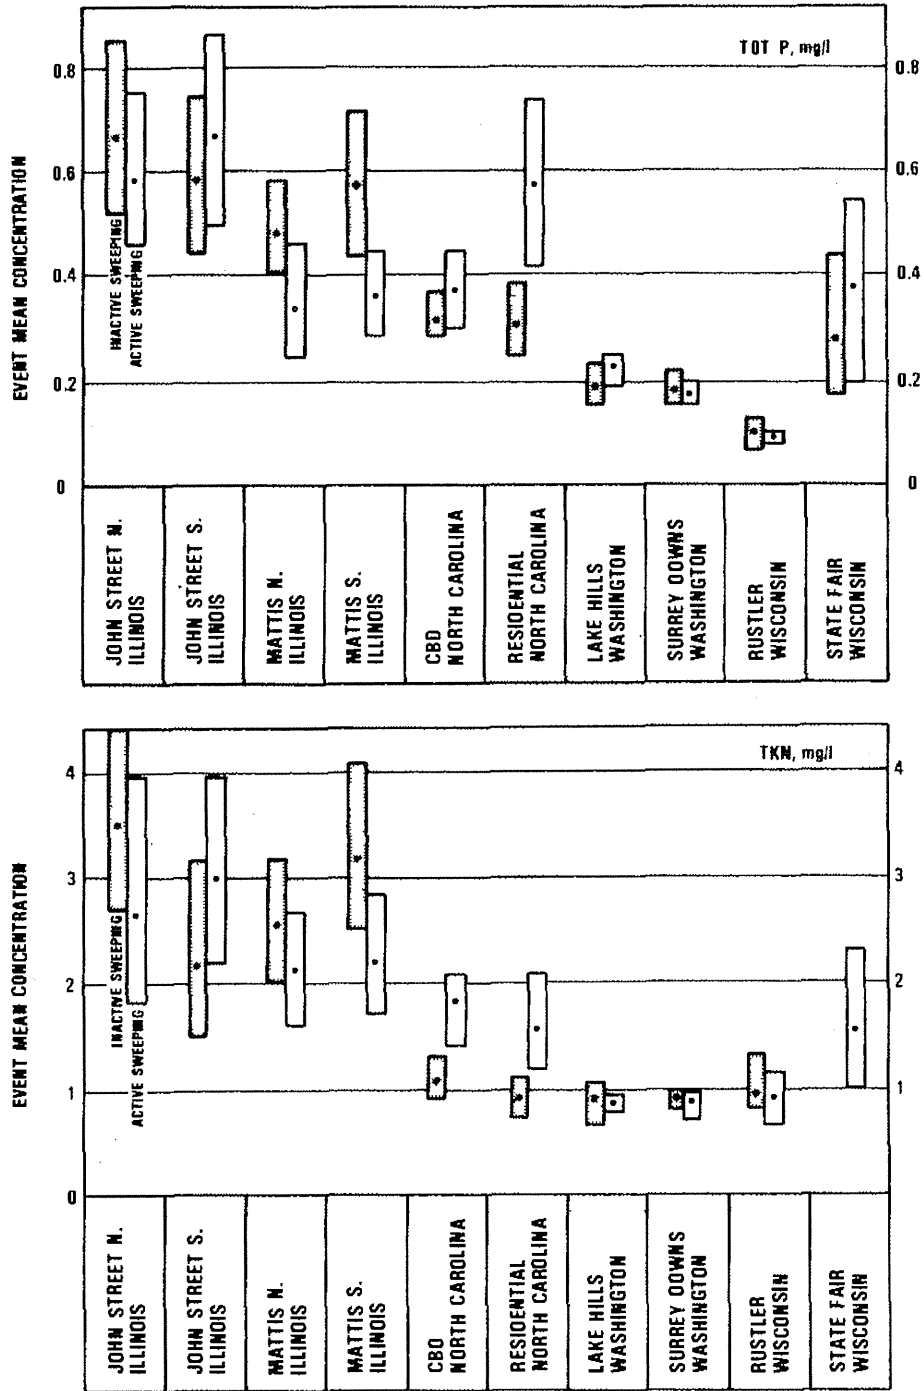 TOT P, mg/l
EVENT MEAN CONCENTRATION
0.8
0.6
0.4
0.2
0
0.8
0.6
0.4
0.2
0
INACTIVE SWEEPING
ACTIVE SWEEPING
JOHN STREET N.
ILLINOIS
JOHN STREET S.
ILLINOIS
MATTIS N.
ILLINOIS
MATTIS S.
ILLINOIS
CBD
NORTH CAROLINA
RESIDENTIAL
NORTH CAROLINA
LAKE HILLS
WASHINGTON
SURREY DOWNS
WASHINGTON
RUSTLER
WISCONSIN
STATE FAIR
WISCONSIN
TKN, mg/l
EVENT MEAN CONCENTRATION
4
3
2
1
0
4
3
2
1
INACTIVE SWEEPING
ACTIVE SWEEPING
JOHN STREET N.
ILLINOIS
JOHN STREET S.
ILLINOIS
MATTIS N.
ILLINOIS
MATTIS S.
ILLINOIS
CBD
NORTH CAROLINA
RESIDENTIAL
NORTH CAROLINA
LAKE HILLS
WASHINGTON
SURREY DOWNS
WASHINGTON
RUSTLER
WISCONSIN
STATE FAIR
WISCONSIN